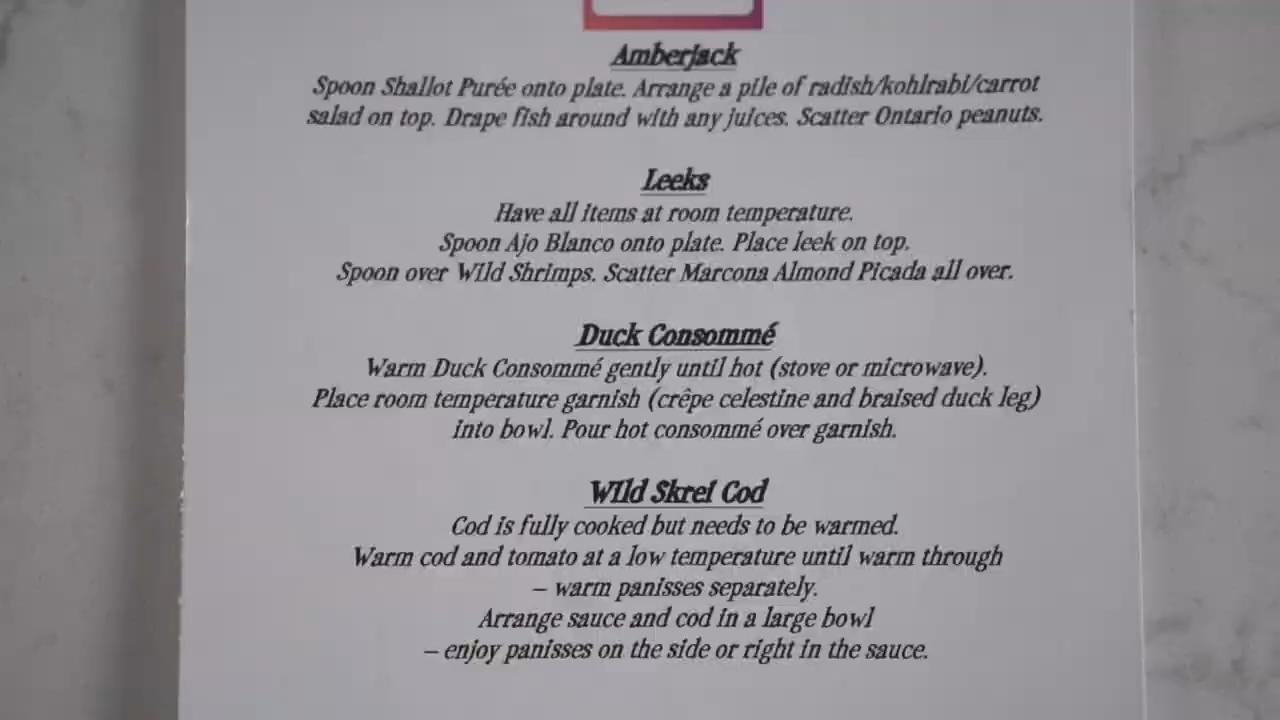 Amberjack
Spoon Shallot Purée onto plate. Arrange a pile of radish/kohlrabi/carrot
salad on top. Drape fish around with any juices. Scatter Ontario peanuts.
Leeks
Have all items at room temperature.
Spoon Ajo Blanco onto plate. Place leek on top.
Spoon over Wild Shrimps. Scatter Marcona Almond Picada all over.
Duck Consommé
Warm Duck Consommé gently until hot (stove or microwave).
Place room temperature garnish (crêpe celestine and braised duck leg)
into bowl. Pour hot consommé over garnish.
Wild Skrei Cod
Cod is fully cooked but needs to be warmed.
Warm cod and tomato at a low temperature until warm through
– warm panisses separately.
Arrange sauce and cod in a large bowl
– enjoy panisses on the side or right in the sauce.